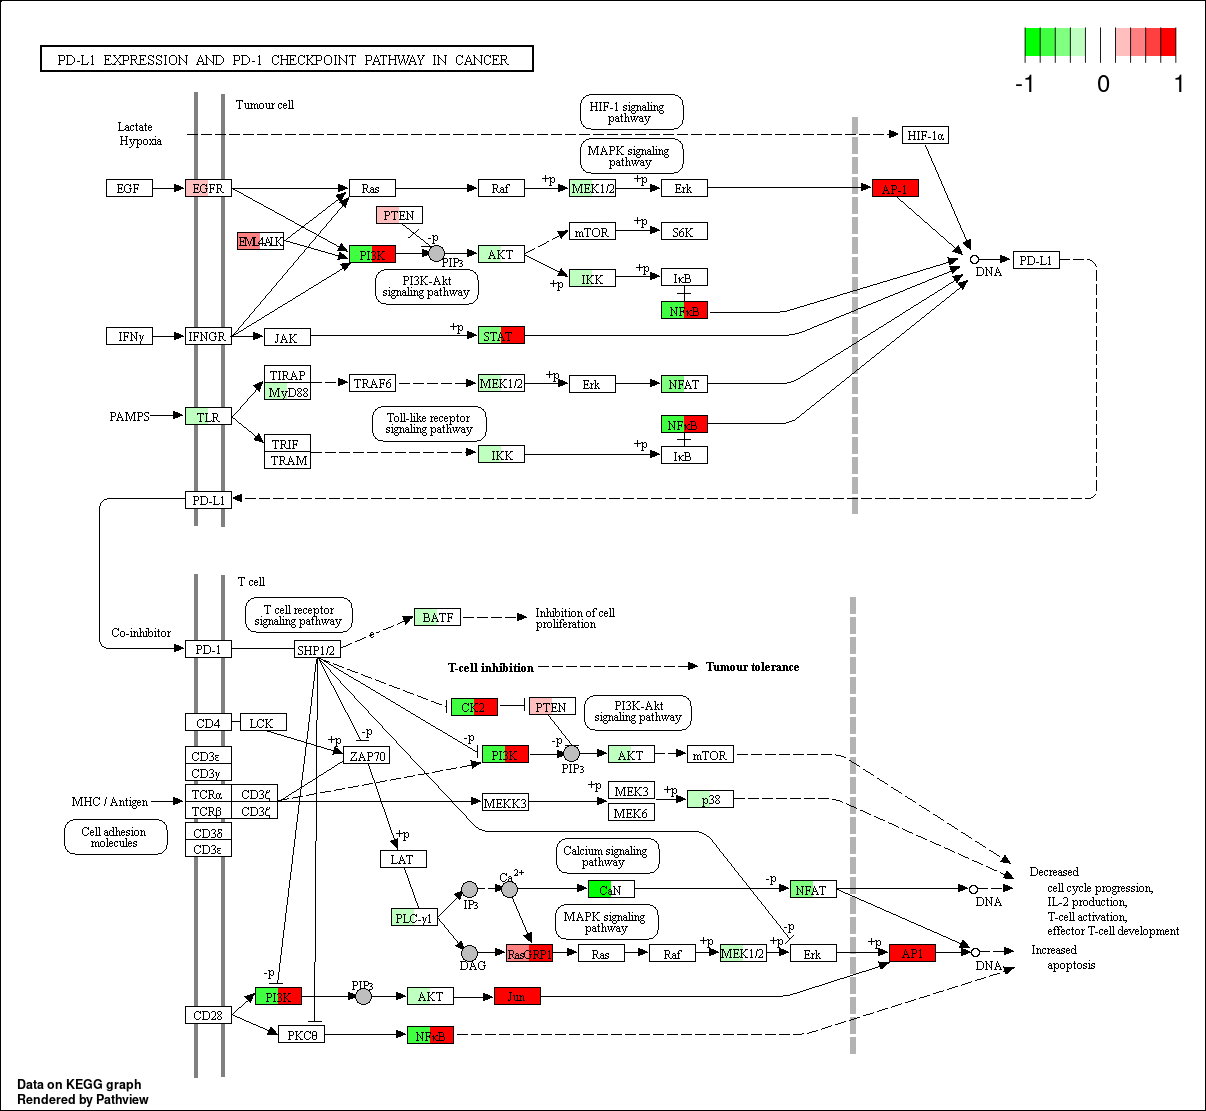 PD-L1 EXPRESSION AND PD-1 CHECKPOINT PATHWAY IN CANCER
-1 0 1
Tumour cell
HIF-1 signaling
pathway
Lactate
Hypoxia
HIF-1α
MAPK signaling
pathway
EGF EGFR Ras +p Raf MEK1/2 +p Erk AP-1
PTEN
EML4ALK
-p
mTOR +p S6K
PI3K PIP3 AKT
DNA PD-L1
PI3K-Akt
signaling pathway
+p IKK +p IκB
NFκB
IFNγ IFNGR JAK +p STAT
TIRAP
MyD88
TRAF6 MEK1/2 +p Erk NFAT
PAMPS TLR
Toll-like receptor
signaling pathway
NFκB
TRIF
TRAM
IKK +p IκB
PD-L1
T cell
T cell receptor
signaling pathway
BATF
Inhibition of cell
proliferation
Co-inhibitor
e
PD-1 SHP1/2
T-cell inhibition Tumour tolerance
CK2 PTEN
PI3K-Akt
signaling pathway
CD4 LCK
+p -p -p -p
ZAP70 PI3K PIP3 AKT mTOR
CD3ε
CD3γ
MHC / Antigen
TCRα CD3ζ
TCRβ CD3ζ
MEKK3 +p MEK3
MEK6
+p p38
Cell adhesion
molecules
CD3δ
CD3ε
+p
LAT
Calcium signaling
pathway
IP3 Ca2+ CaN -p NFAT DNA
Decreased
cell cycle progression,
IL-2 production,
T-cell activation,
effector T-cell development
PLC-γ1
MAPK signaling
pathway
-p
DAG RasGRP1 Ras Raf +p MEK1/2 +p Erk +p AP1 DNA
Increased
apoptosis
-p
PI3K PIP3 AKT Jun
CD28
PKCθ NFκB
Data on KEGG graph
Rendered by Pathview